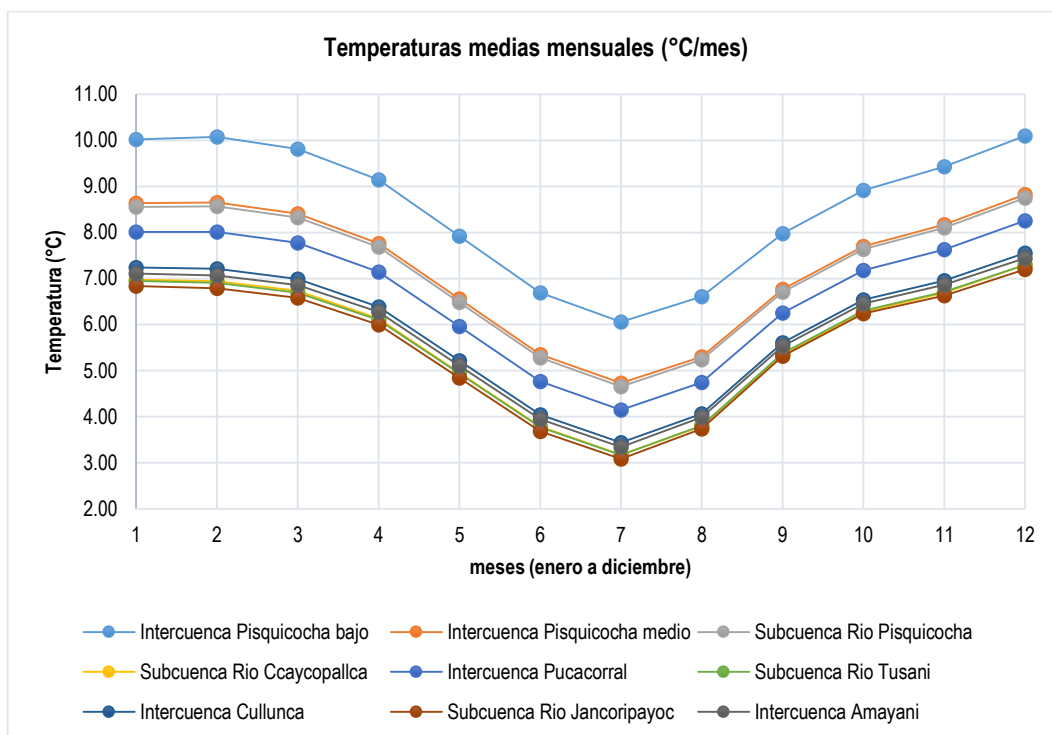 Temperaturas medias mensuales (°C/mes)
11.00
10.00
9.00
8.00
7.00
6.00
5.00
4.00
3.00
2.00
Temperatura (°C)
1 2 3 4 5 6 7 8 9 10 11 12
meses (enero a diciembre)
Intercuenca Pisquicocha bajo Intercuenca Pisquicocha medio Subcuenca Rio Pisquicocha
Subcuenca Rio Ccaycopallca Intercuenca Pucacorral Subcuenca Rio Tusani
Intercuenca Cullunca Subcuenca Rio Jancoripayoc Intercuenca Amayani